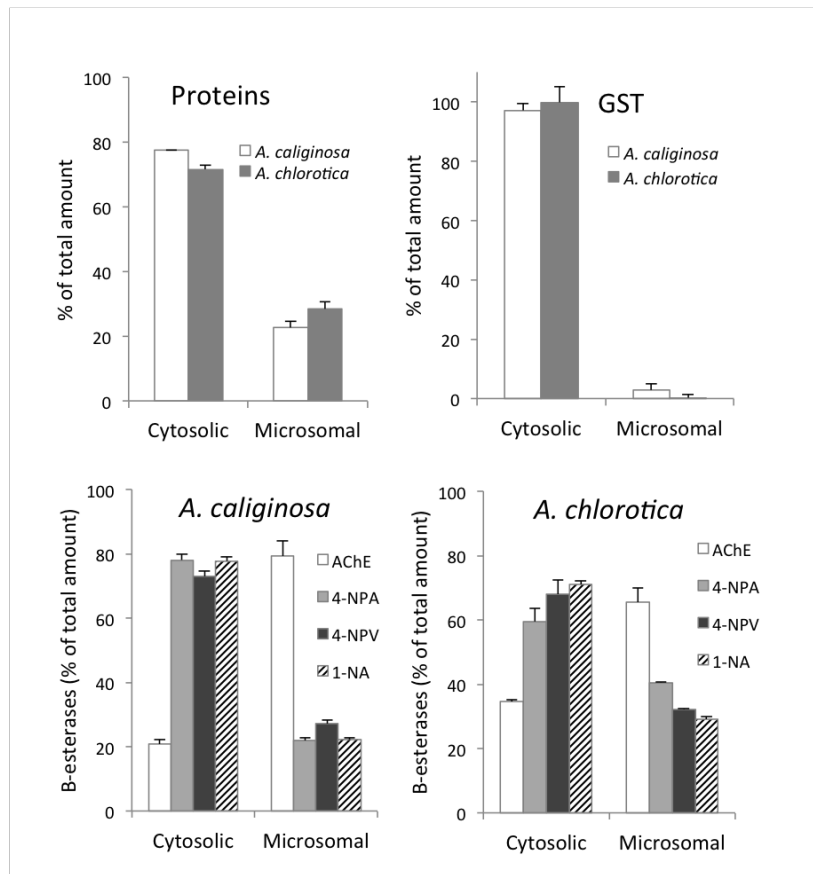 Proteins
% of total amount
100
80
60
40
20
0
A. caliginosa
A. chlorotica
Cytosolic
Microsomal
GST
% of total amount
100
80
60
40
20
0
A. caliginosa
A. chlorotica
Cytosolic
Microsomal
A. caliginosa
B-esterases (% of total amount)
100
80
60
40
20
0
AChE
4-NPA
4-NPV
1-NA
Cytosolic
Microsomal
A. chlorotica
B-esterases (% of total amount)
100
80
60
40
20
0
AChE
4-NPA
4-NPV
1-NA
Cytosolic
Microsomal